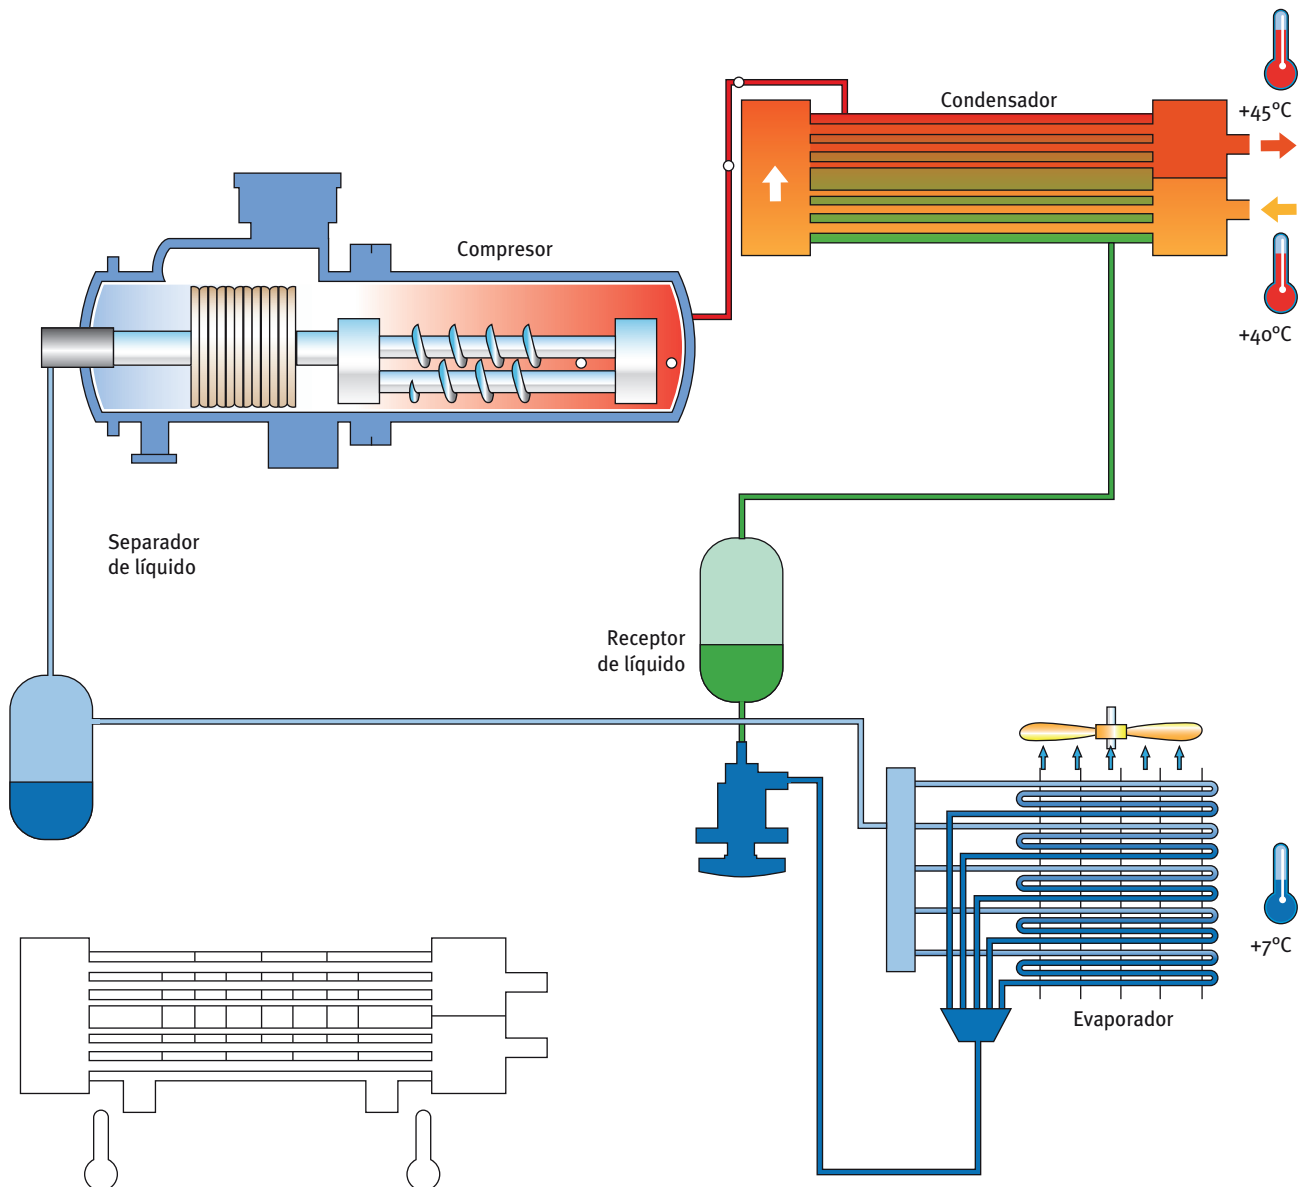 +45°C
Condensador
Compresor
+40°C
Separador
de líquido
Receptor
de líquido
+7°C
Evaporador